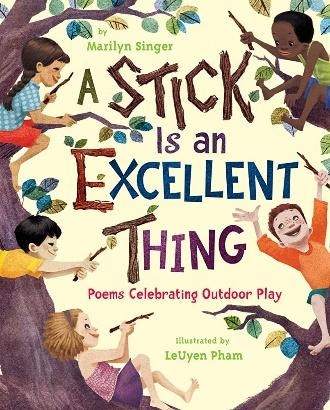 by
Marilyn Singer
A STICK
IS AN
EXCELLENT
THING
Poems Celebrating Outdoor Play
Illustrated by
LeUyen Pham